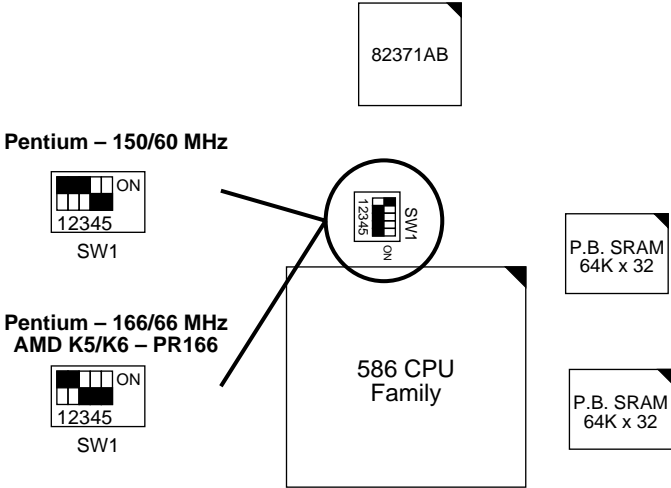 82371AB
Pentium – 150/60 MHz
ON
12345
SW1
SW1
12345
ON
P.B. SRAM
64K x 32
Pentium – 166/66 MHz
AMD K5/K6 – PR166
ON
12345
SW1
586 CPU
Family
P.B. SRAM
64K x 32